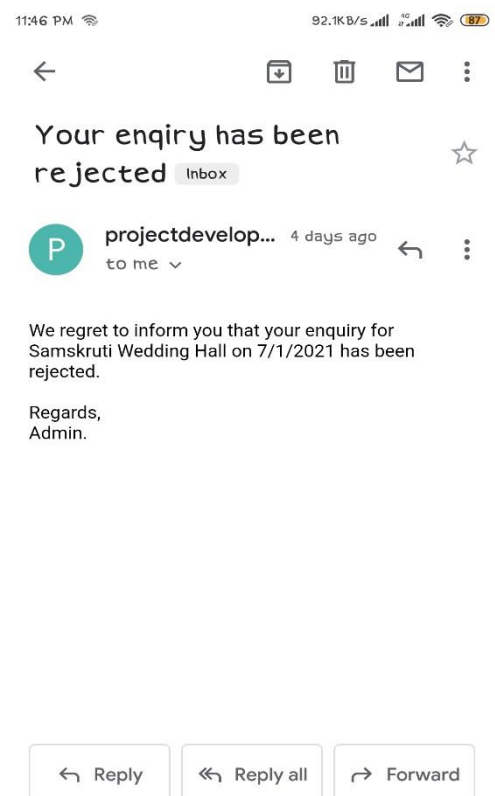 11:46 PM 92.1KB/s 4G 87
Your enqiry has been
rejected Inbox
P projectdevelop... 4 days ago
to me
We regret to inform you that your enquiry for
Samskruti Wedding Hall on 7/1/2021 has been
rejected.
Regards,
Admin.
Reply Reply all Forward